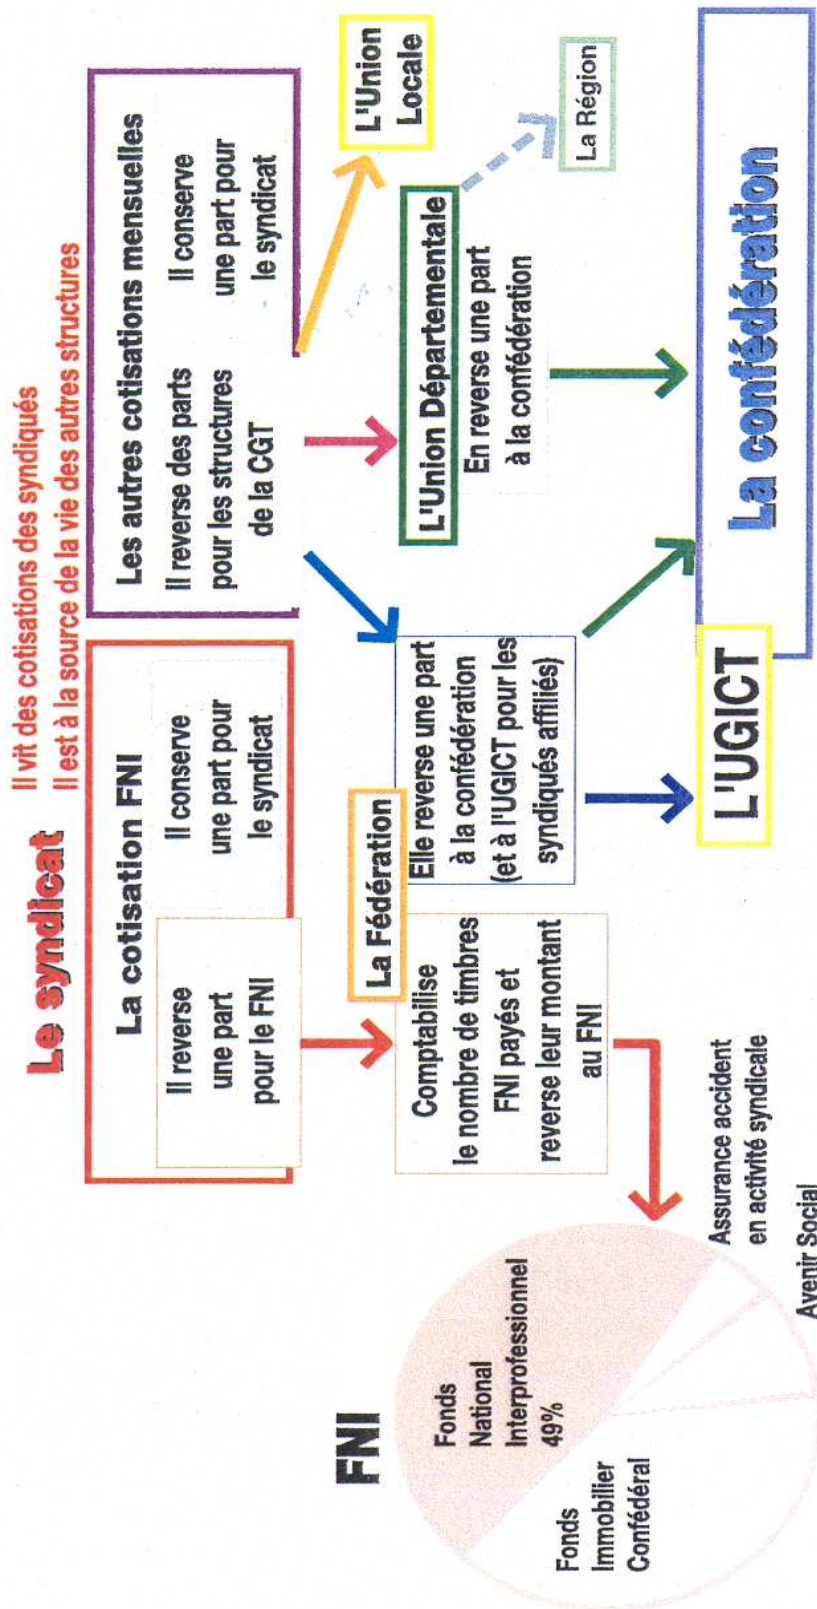 Le syndicat
Il vit des cotisations des syndiqués
Il est à la source de la vie des autres structures
La cotisation FNI
Il reverse
une part
pour le FNI
Il conserve
une part pour
le syndicat
Les autres cotisations mensuelles
Il reverse des parts
pour les structures
de la CGT
Il conserve
une part pour
le syndicat
La Fédération
Comptabilise
le nombre de timbres
FNI payés et
reverse leur montant
au FNI
Elle reverse une part
à la confédération
(et à l'UGICT pour les
syndiqués affiliés)
L'Union Départementale
En reverse une part
à la confédération
L'Union
Locale
La Région
FNI
Fonds
National
Interprofessionnel
49%
Fonds
Immobilier
Confédéral
Assurance accident
en activité syndicale
Avenir Social
L'UGICT
La confédération